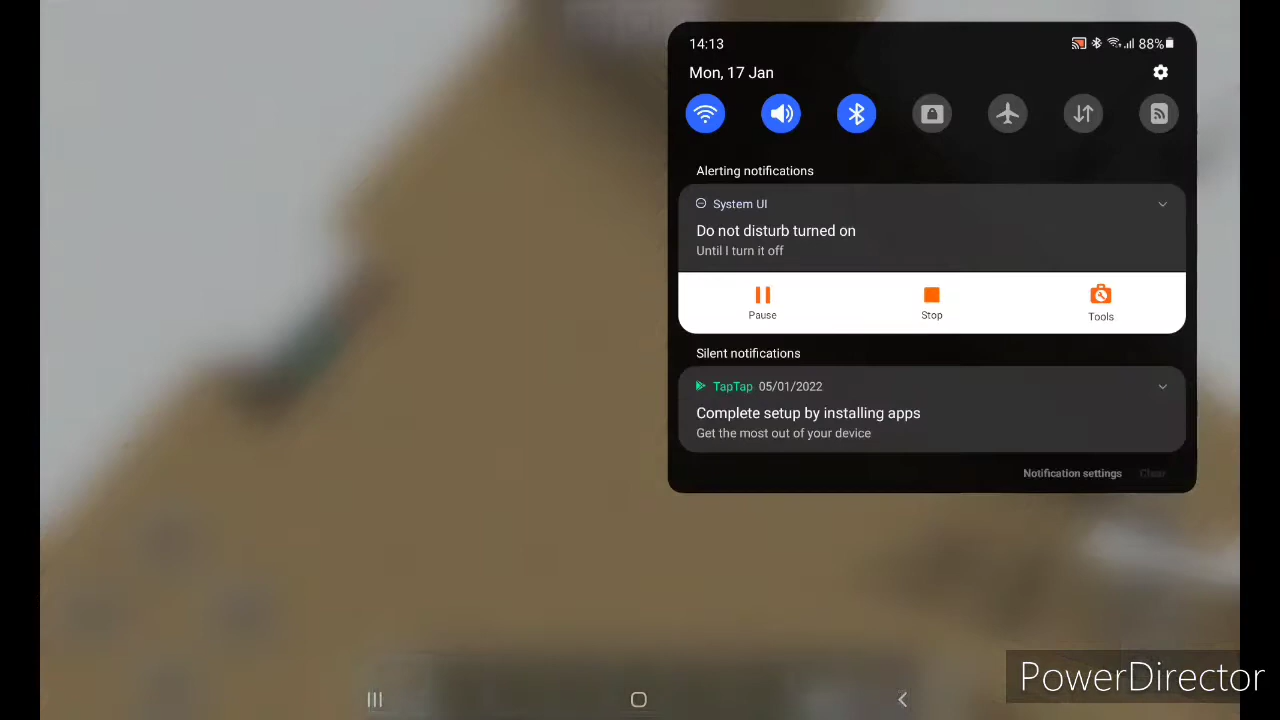 14:13
88%
Mon, 17 Jan
Alerting notifications
System UI
Do not disturb turned on
Until I turn it off
Pause Stop Tools
Silent notifications
TapTap 05/01/2022
Complete setup by installing apps
Get the most out of your device
Notification settings Clear
PowerDirector